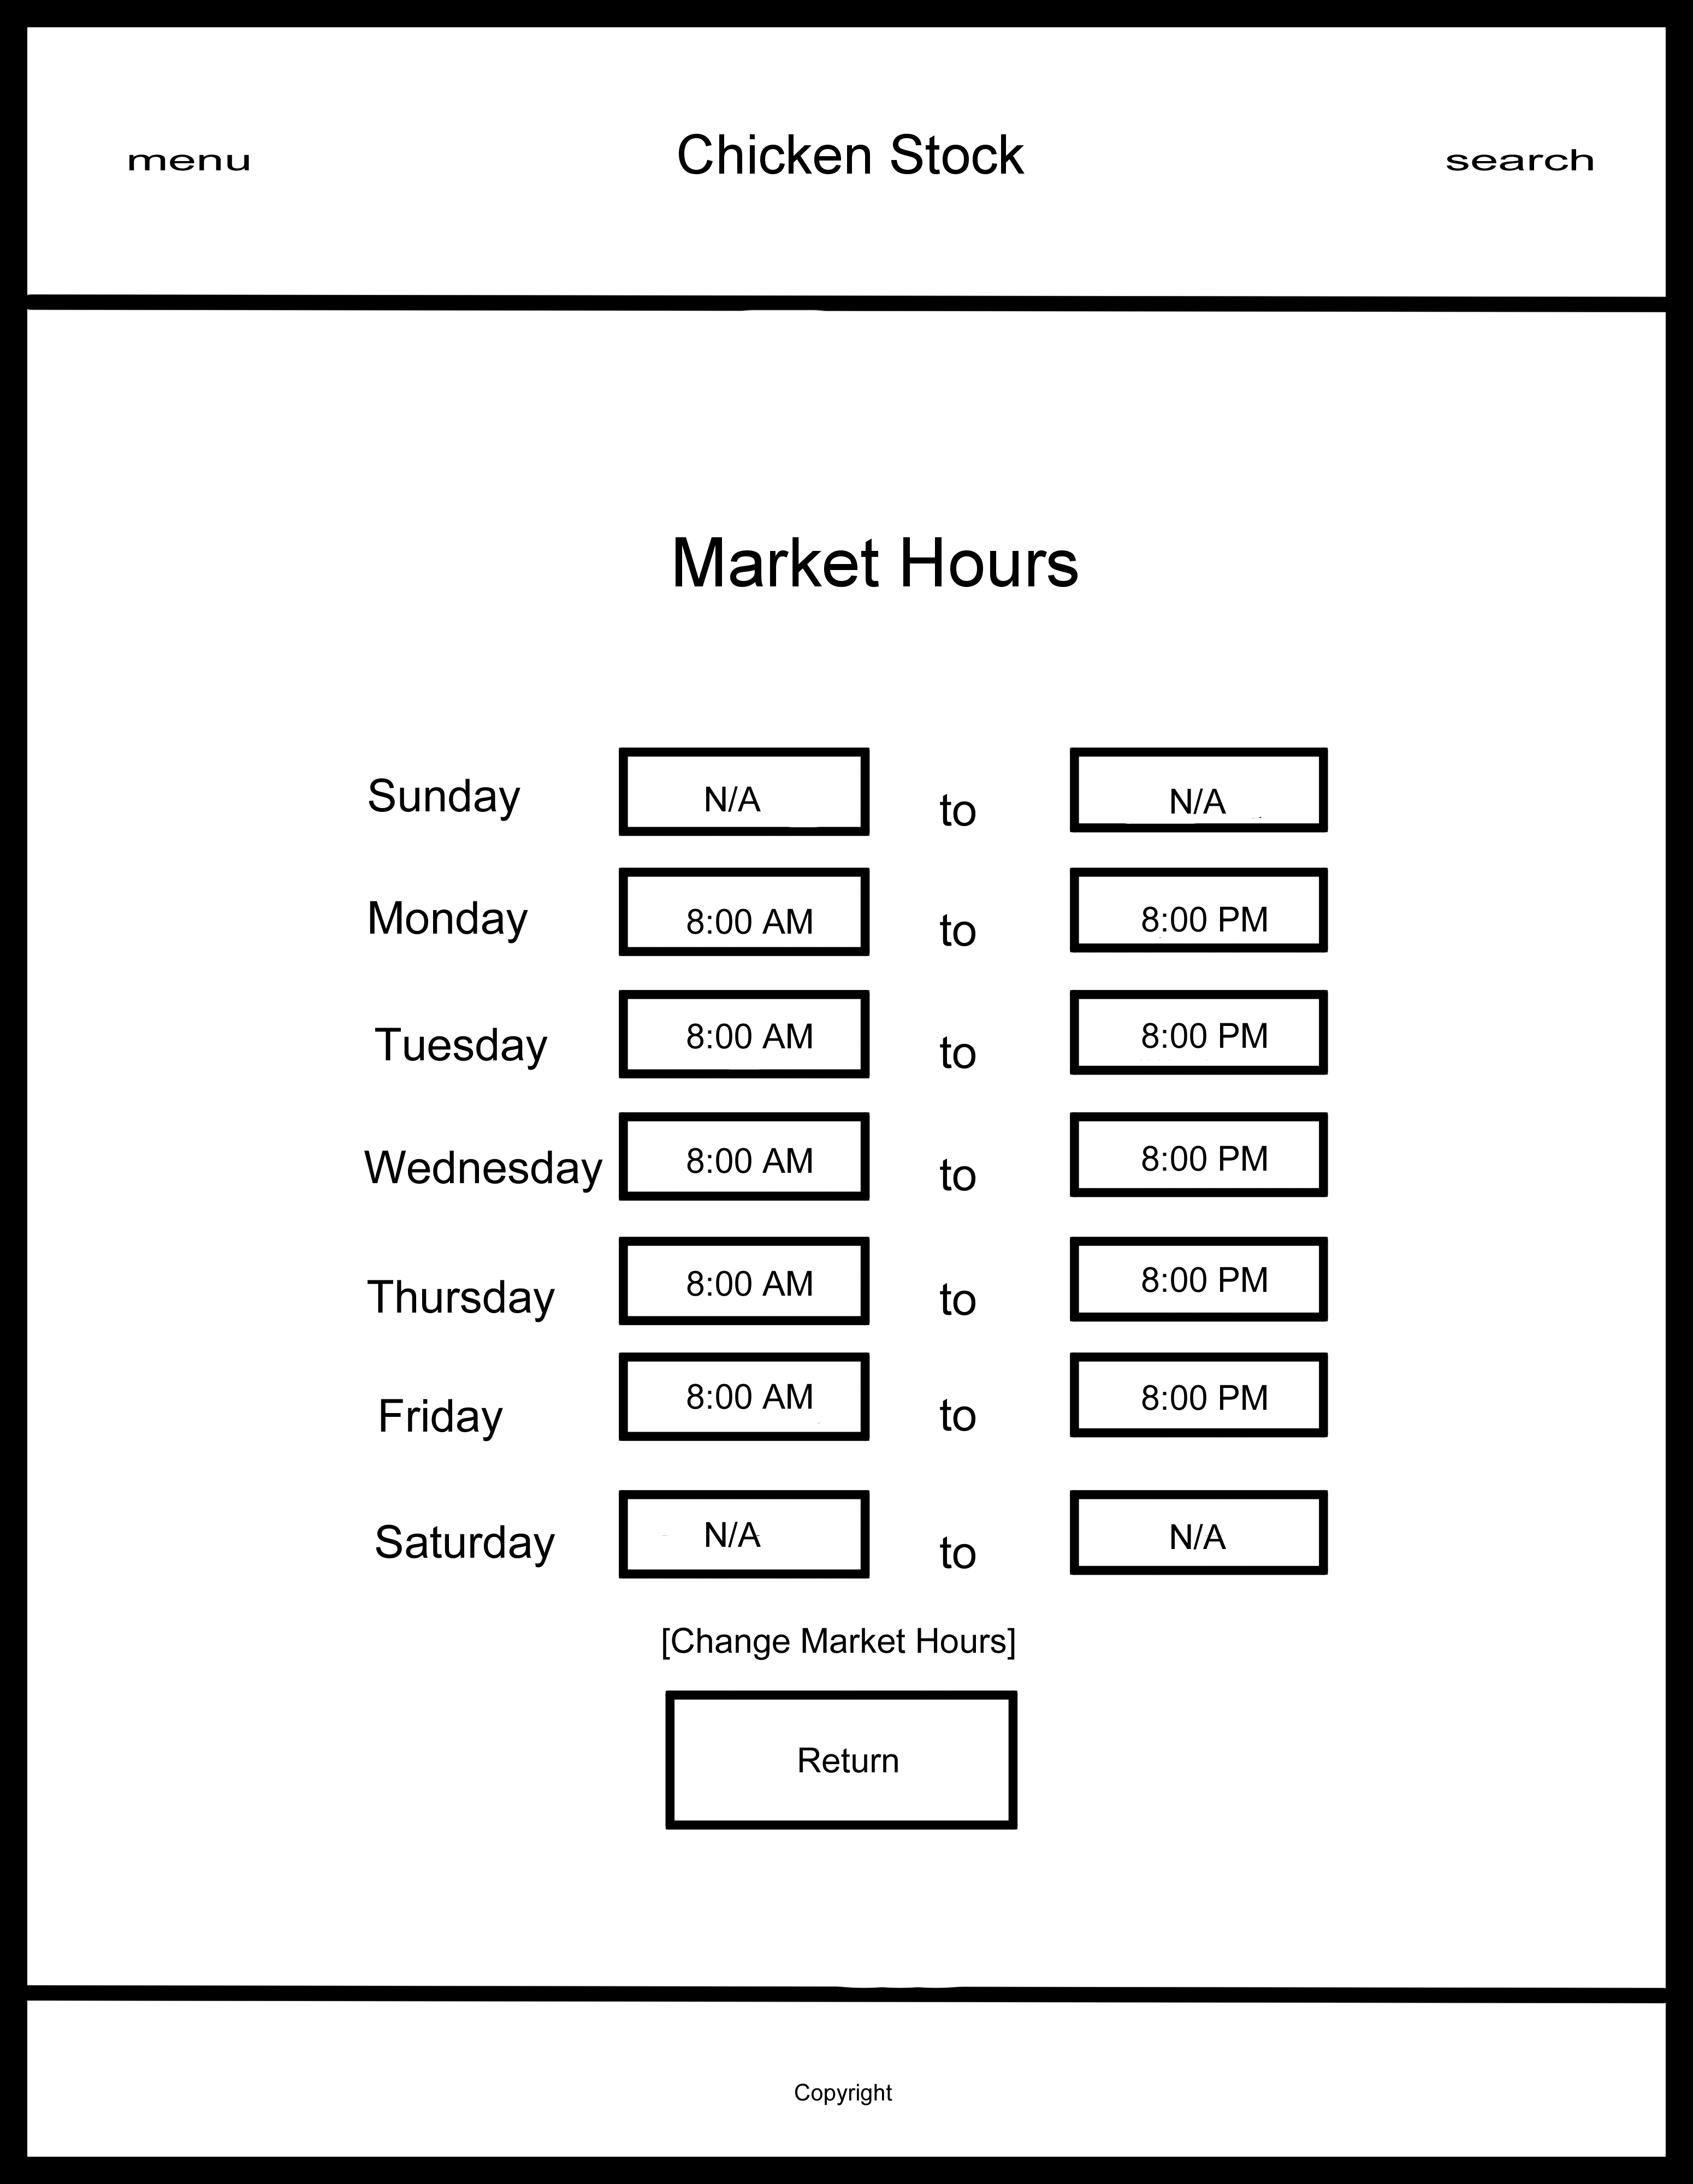 menu Chicken Stock search
Market Hours
Sunday N/A to N/A
Monday 8:00 AM to 8:00 PM
Tuesday 8:00 AM to 8:00 PM
Wednesday 8:00 AM to 8:00 PM
Thursday 8:00 AM to 8:00 PM
Friday 8:00 AM to 8:00 PM
Saturday N/A to N/A
[Change Market Hours]
Return
Copyright